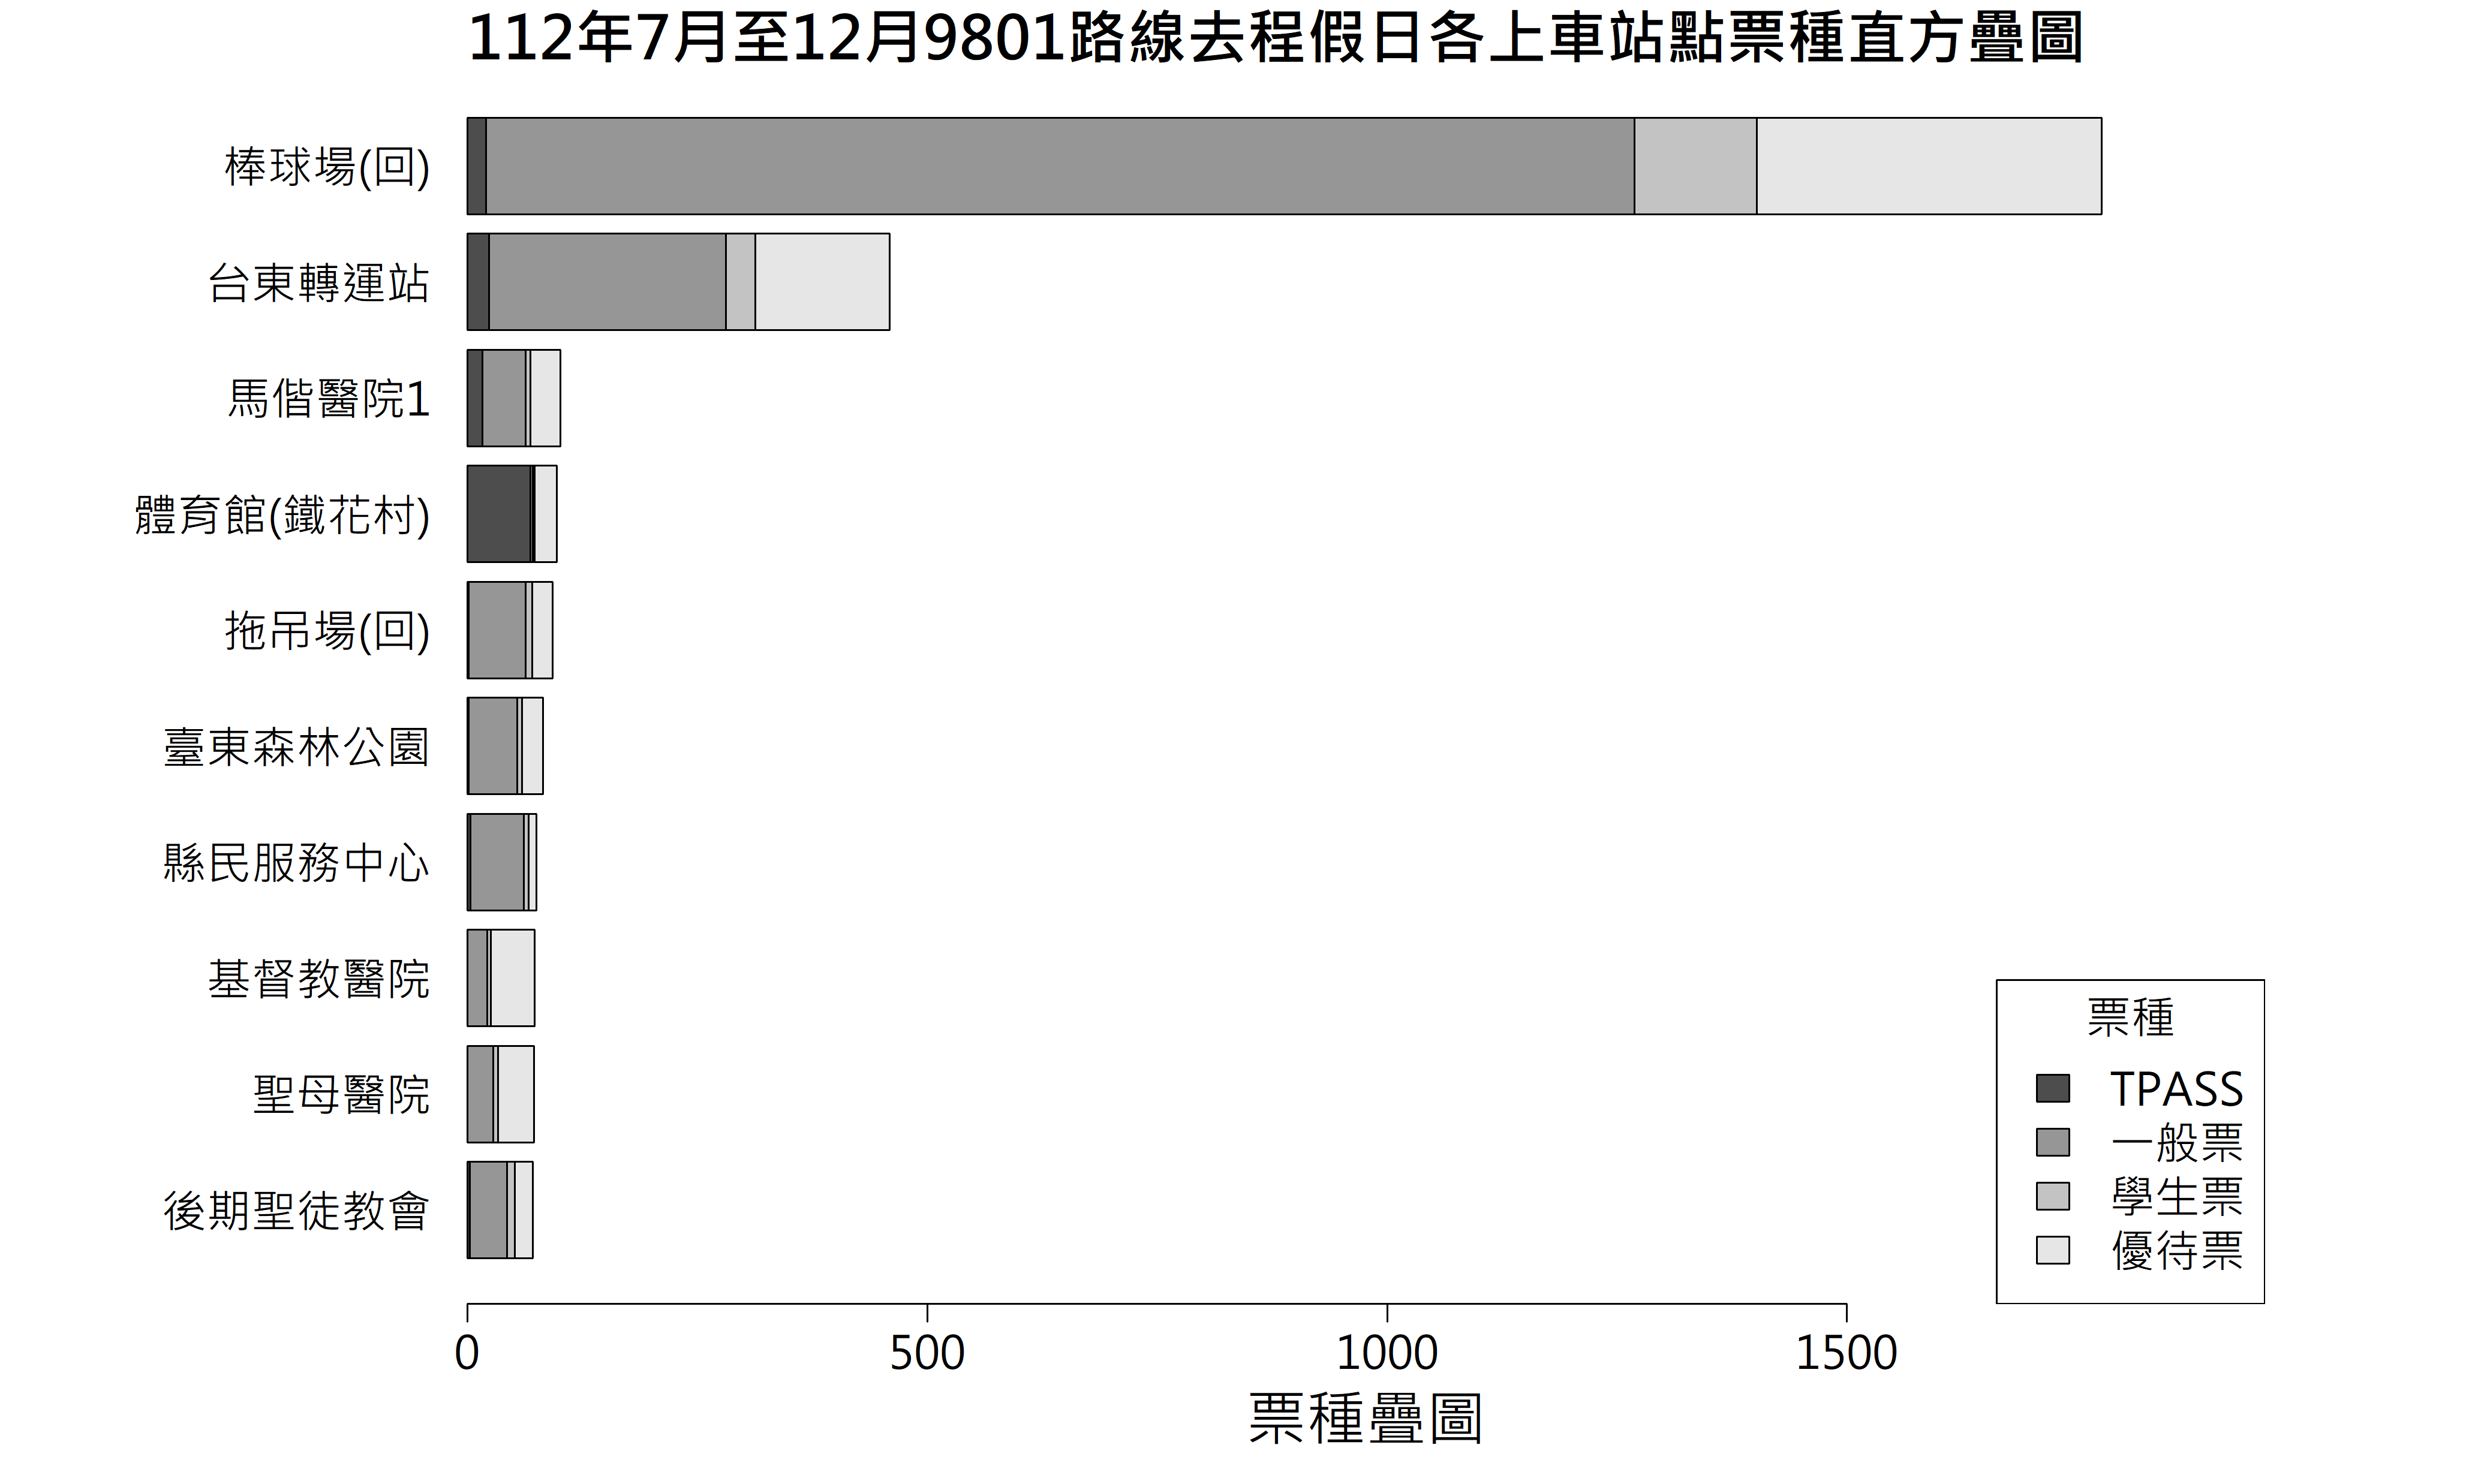 112年7月至12月9801路線去程假日各上車站點票種直方疊圖
棒球場(回)
台東轉運站
馬偕醫院1
體育館(鐵花村)
拖吊場(回)
臺東森林公園
縣民服務中心
基督教醫院
聖母醫院
後期聖徒教會
票種
TPASS
一般票
學生票
優待票
0
500
1000
1500
票種疊圖